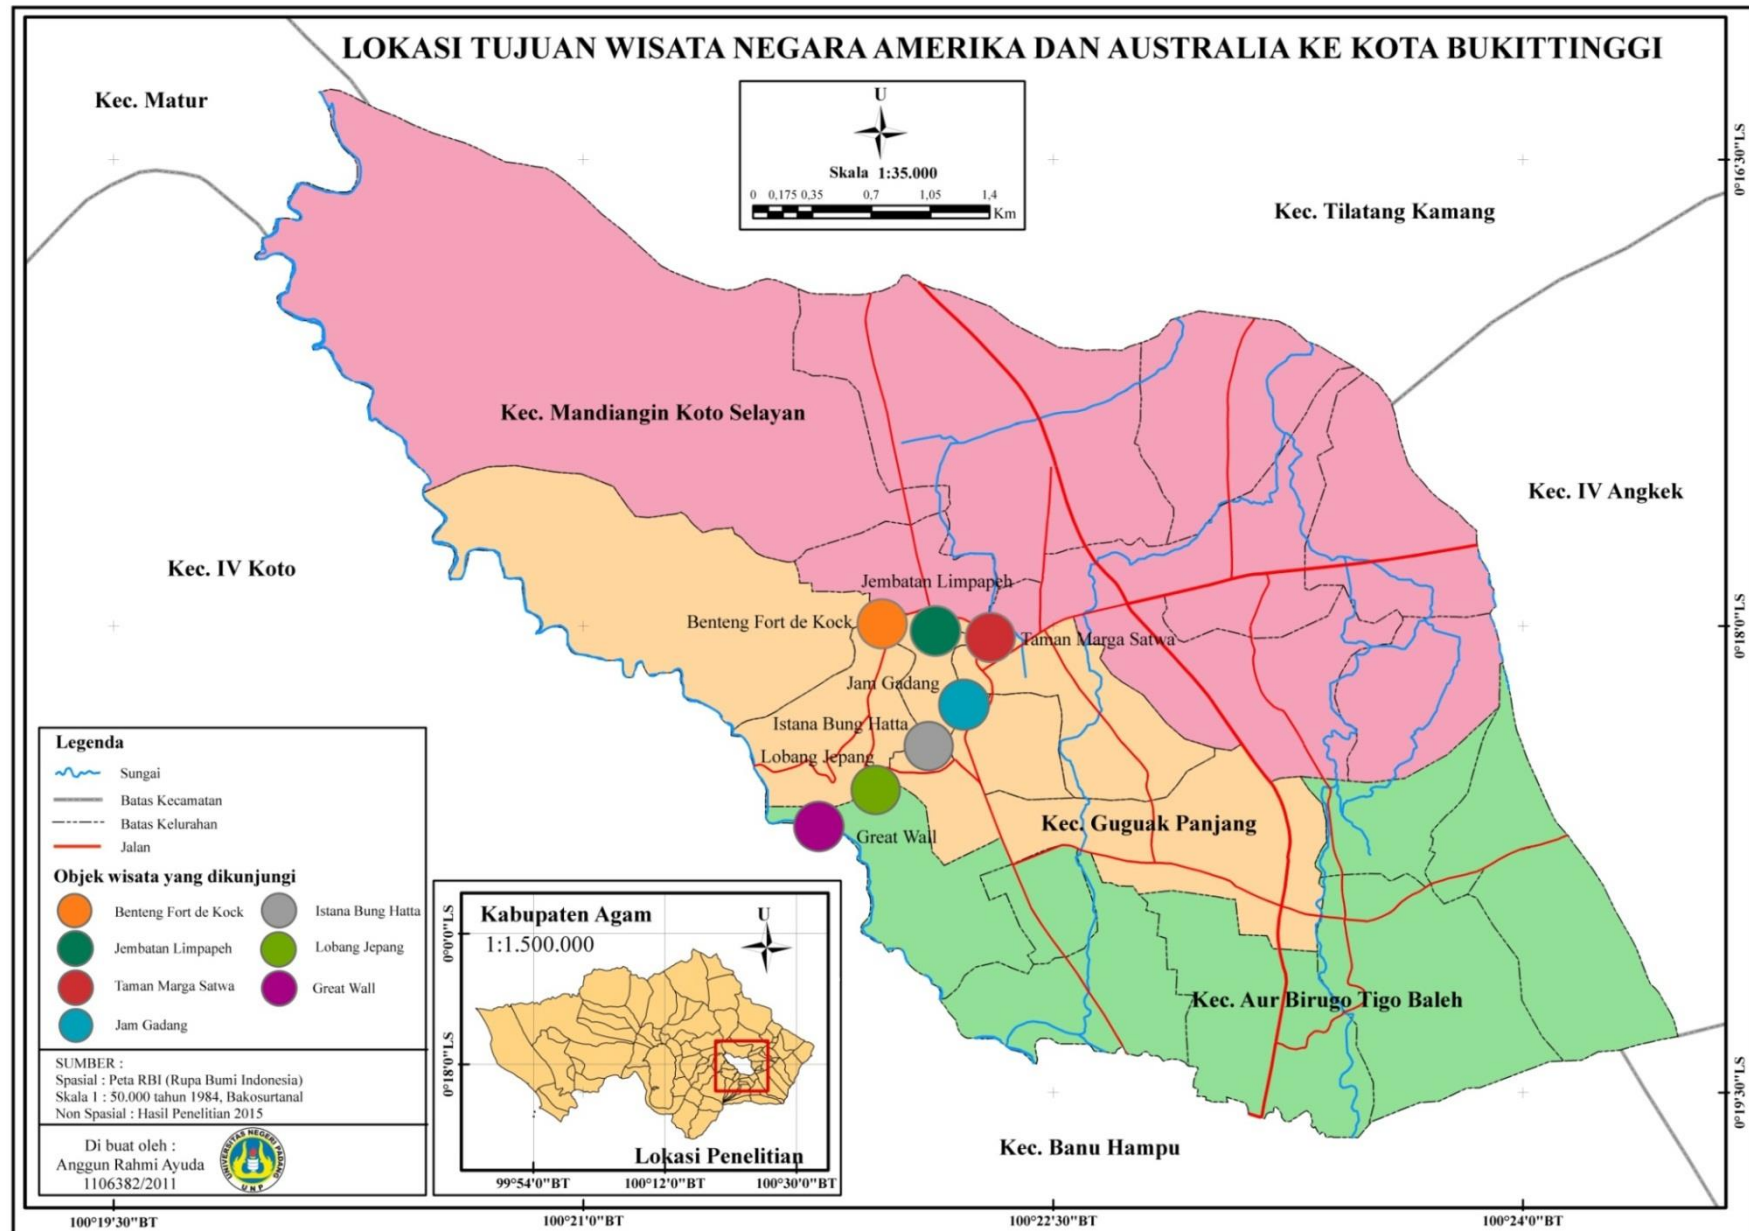 LOKASI TUJUAN WISATA NEGARA AMERIKA DAN AUSTRALIA KE KOTA BUKITTINGGI
Kec. Matur
U
Skala 1:35.000
0 0,175 0,35 0,7 1,05 1,4
Km
Kec. Tilatang Kamang
0°16'30"LS
Kec. Mandiangin Koto Selayan
Kec. IV Angkek
Kec. IV Koto
Jembatan Limpapeh
Benteng Fort de Kock
Taman Marga Satwa
0°18'0"LS
Jam Gadang
Istana Bung Hatta
Lobang Jepang
Great Wall
Kec. Guguak Panjang
Kec. Aur Birugo Tigo Baleh
0°19'30"LS
Kec. Banu Hampu
Legenda
Sungai
Batas Kecamatan
Batas Kelurahan
Jalan
Objek wisata yang dikunjungi
Benteng Fort de Kock
Istana Bung Hatta
Jembatan Limpapeh
Lobang Jepang
Taman Marga Satwa
Great Wall
Jam Gadang
SUMBER :
Spasial : Peta RBI (Rupa Bumi Indonesia)
Skala 1 : 50.000 tahun 1984, Bakosurtanal
Non Spasial : Hasil Penelitian 2015
Di buat oleh :
Anggun Rahmi Ayuda
1106382/2011
UNIVERSITAS NEGERI PADANG
UNP
Kabupaten Agam
1:1.500.000
U
0°0'0"LS
0°18'0"LS
Lokasi Penelitian
99°54'0"BT 100°12'0"BT 100°30'0"BT
100°19'30"BT 100°21'0"BT 100°22'30"BT 100°24'0"BT